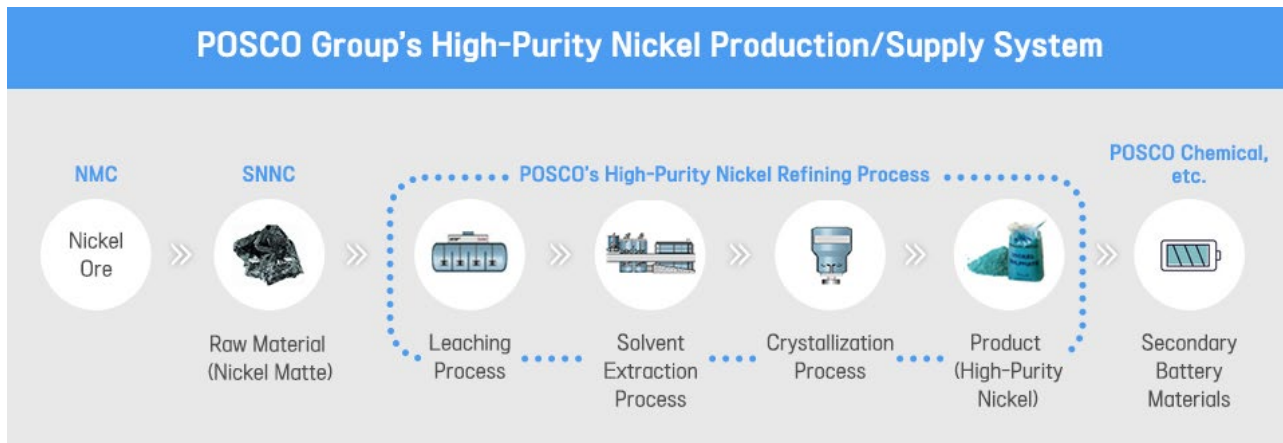 POSCO Group's High-Purity Nickel Production/Supply System
NMC
SNNC
POSCO's High-Purity Nickel Refining Process
POSCO Chemical,
etc.
Nickel
Ore
Raw Material
(Nickel Matte)
Leaching
Process
Solvent
Extraction
Process
Crystallization
Process
Product
(High-Purity
Nickel)
Secondary
Battery
Materials